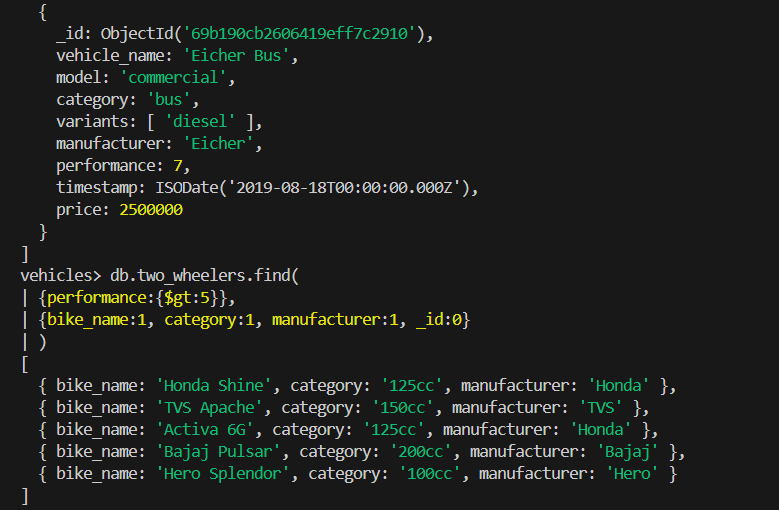 {
_id: ObjectId('69b190cb2606419eff7c2910'),
vehicle_name: 'Eicher Bus',
model: 'commercial',
category: 'bus',
variants: [ 'diesel' ],
manufacturer: 'Eicher',
performance: 7,
timestamp: ISODate('2019-08-18T00:00:00.000Z'),
price: 2500000
}
]
vehicles> db.two_wheelers.find(
| {performance:{$gt:5}},
| {bike_name:1, category:1, manufacturer:1, _id:0}
| )
[
{ bike_name: 'Honda Shine', category: '125cc', manufacturer: 'Honda' },
{ bike_name: 'TVS Apache', category: '150cc', manufacturer: 'TVS' },
{ bike_name: 'Activa 6G', category: '125cc', manufacturer: 'Honda' },
{ bike_name: 'Bajaj Pulsar', category: '200cc', manufacturer: 'Bajaj' },
{ bike_name: 'Hero Splendor', category: '100cc', manufacturer: 'Hero' }
]